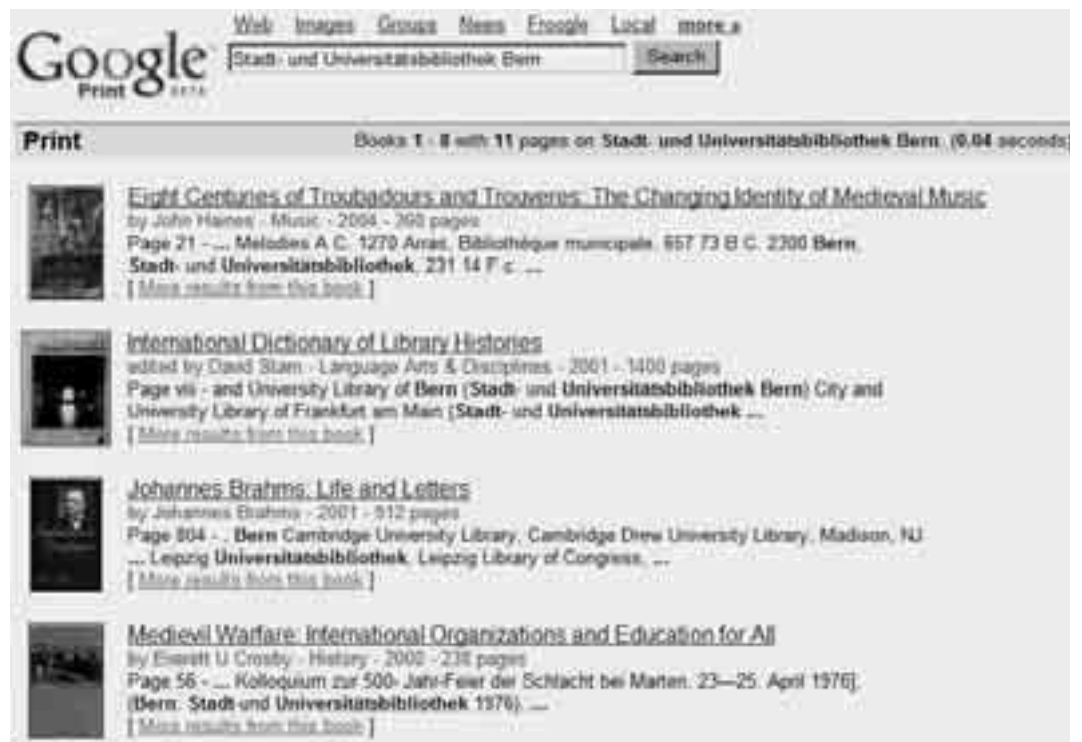 Web Images Groups News Froogle Local more »
Google
Print BETA
Stadt- und Universitätsbibliothek Bern
Search
Print
Books 1 - 8 with 11 pages on Stadt- und Universitätsbibliothek Bern. (0.04 seconds)
Eight Centuries of Troubadours and Trouveres: The Changing Identity of Medieval Music
by John Haines - Music - 2004 - 360 pages
Page 21 - ... Melodies A C. 1270 Arras, Bibliothèque municipale, 657 73 B C. 2300 Bern,
Stadt- und Universitätsbibliothek, 231 14 F c. ...
[ More results from this book ]
International Dictionary of Library Histories
edited by David Stam - Language Arts & Disciplines - 2001 - 1400 pages
Page viii - and University Library of Bern (Stadt- und Universitätsbibliothek Bern) City and
University Library of Frankfurt am Main (Stadt- und Universitätsbibliothek ...
[ More results from this book ]
Johannes Brahms: Life and Letters
by Johannes Brahms - 2001 - 912 pages
Page 804 - . Bern Cambridge University Library, Cambridge Drew University Library, Madison, NJ
... Leipzig Universitätsbibliothek, Leipzig Library of Congress, ...
[ More results from this book ]
Medievil Warfare: International Organizations and Education for All
by Everett U Crosby - History - 2000 - 238 pages
Page 56 - ... Kolloquium zur 500- Jahr-Feier der Schlacht bei Marten. 23—25. April 1976].
(Bern: Stadt-und Universitätsbibliothek 1976). ...
[ More results from this book ]